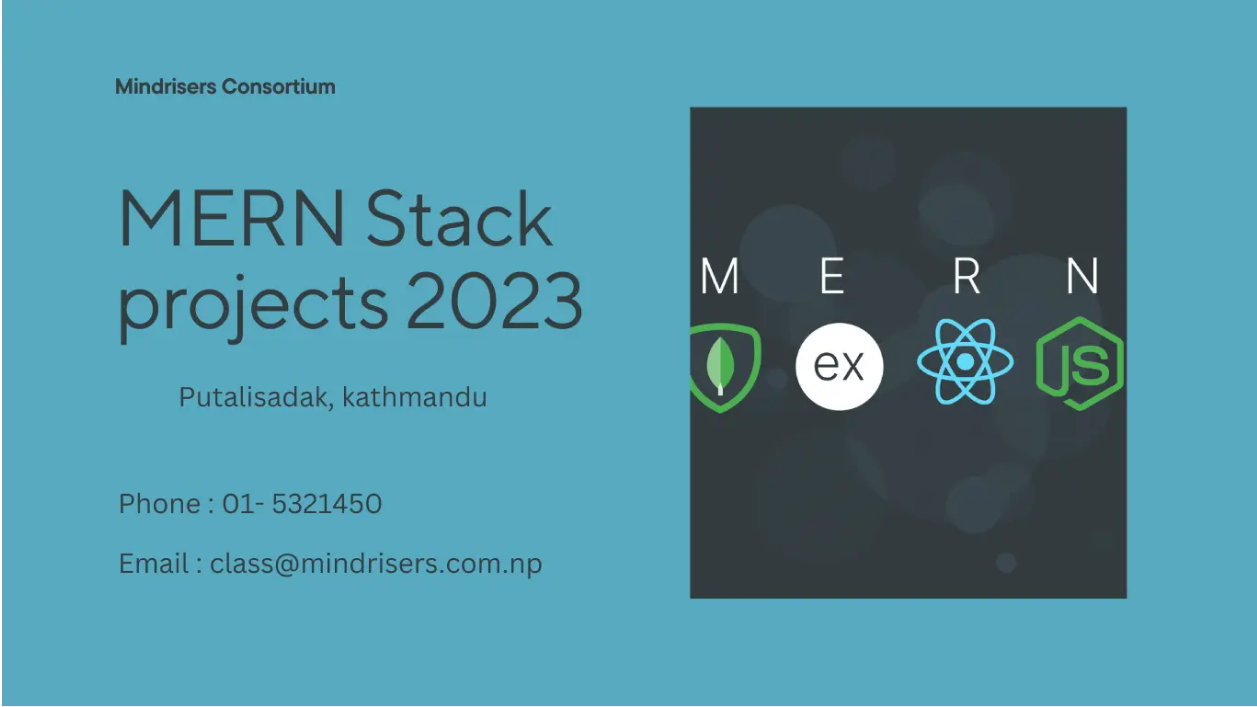 Mindrisers Consortium
MERN Stack
projects 2023
Putalisadak, kathmandu
Phone : 01- 5321450
Email : class@mindrisers.com.np
M E R N
ex
JS